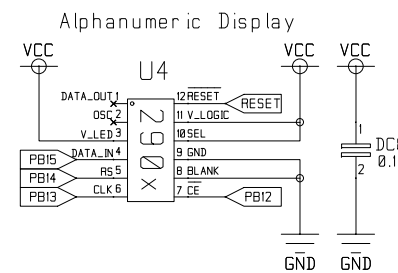 Alphanumeric Display
VCC VCC VCC
U4
DATA_OUT 1 12 RESET RESET
OSC 2 11 V_LOGIC
V_LED 3 10 SEL
PB15 DATA_IN 4 9 GND
PB14 RS 5 8 BLANK
PB13 CLK 6 7 CE PB12
1
0.1
2
GND GND